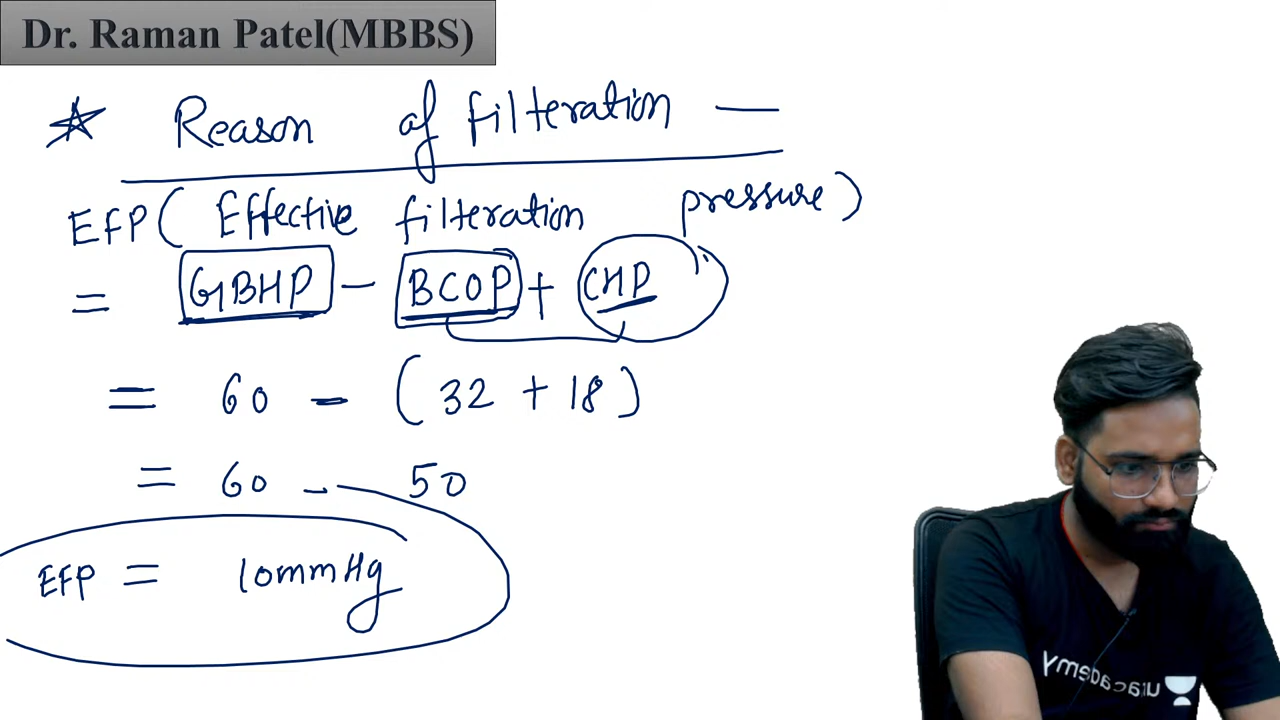 Dr. Raman Patel(MBBS)
Reason of filteration —
EFP( Effective filteration pressure)
= GBHP - BCOP + CHP
= 60 - (32 + 18)
= 60 - 50
EFP = 10mmHg
unacademy